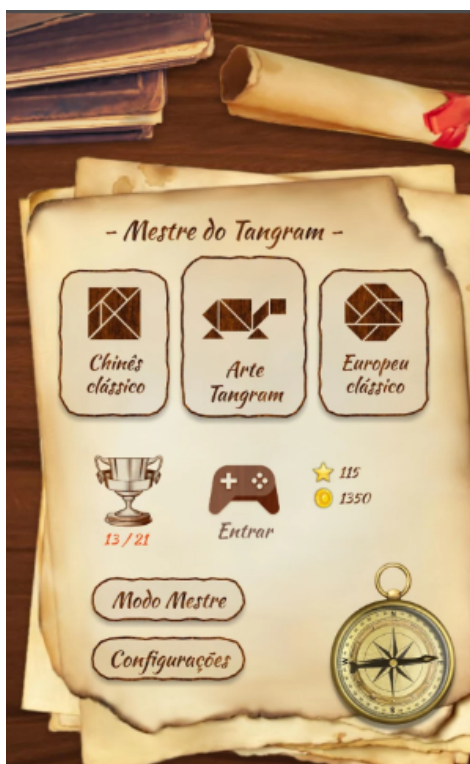 - Mestre do Tangram -
Chinês
clássico
Arte
Tangram
Europeu
clássico
13 / 21
Entrar
115
1350
Modo Mestre
Configurações